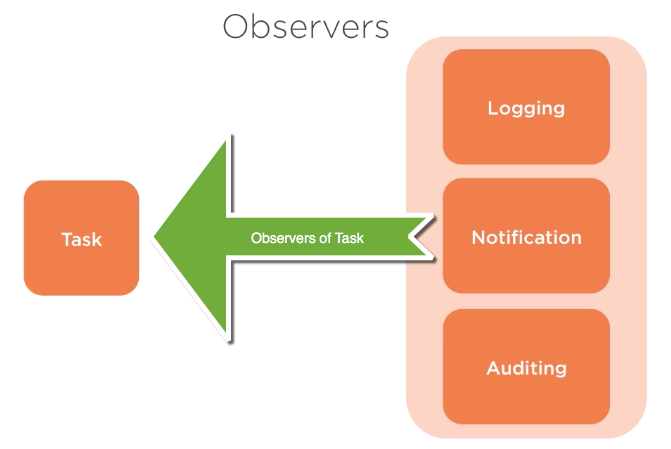 Observers
Logging
Task
Observers of Task
Notification
Auditing